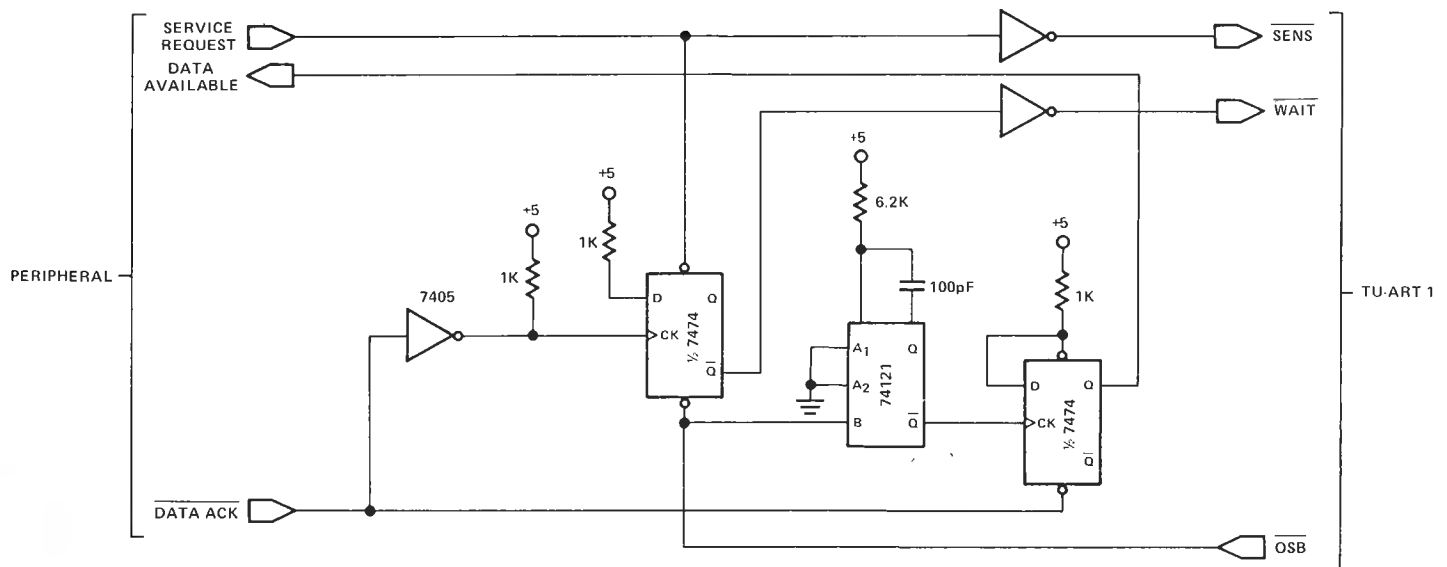 SERVICE
REQUEST
SENS
DATA
AVAILABLE
WAIT
+5
6.2K
+5
1K
+5
1K
+5
1K
100pF
PERIPHERAL
TU-ART 1
7405
D
Q
CK
Q
½ 7474
A1
Q
A2
B
Q
74121
D
Q
CK
Q
½ 7474
DATA ACK
OSB